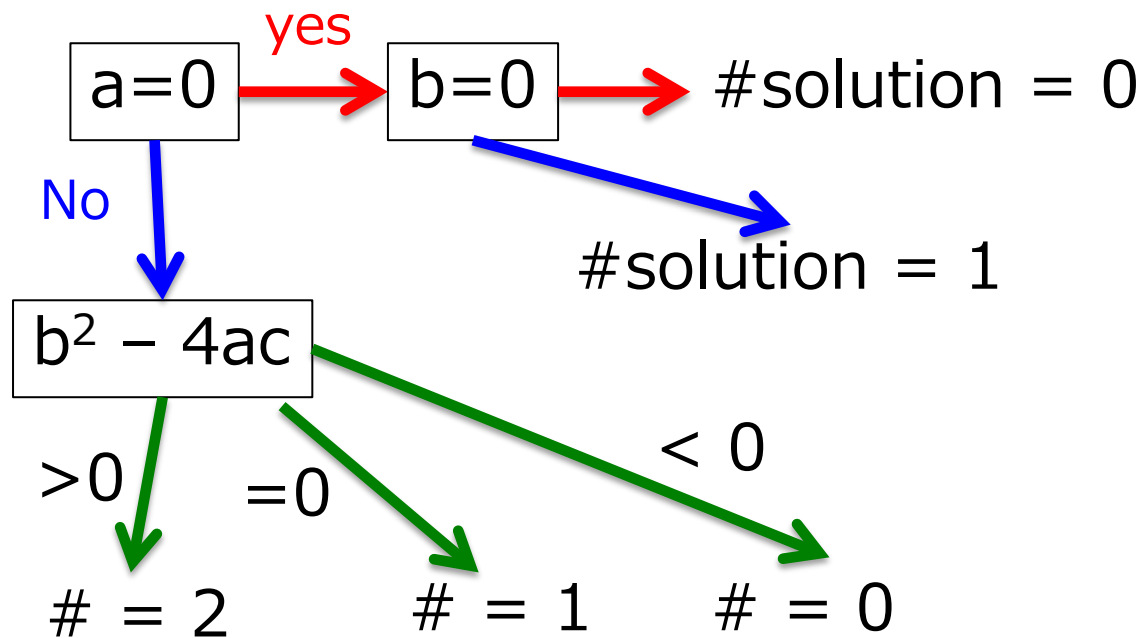 yes
a=0
b=0
#solution = 0
No
#solution = 1
b² – 4ac
>0
=0
< 0
# = 2
# = 1
# = 0